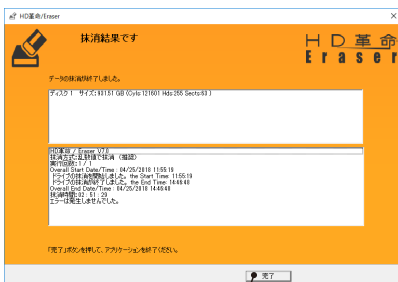 HD革命/Eraser
抹消結果です
HD革命
Eraser
データの抹消が終了しました。
ディスク 1 サイズ: 931.51 GB (Cyls 121601 Hds 255 Sects 63 )
HD革命 / Eraser V7.0
抹消方式:乱数値で抹消 (推奨)
実行回数:1 / 1
Overall Start Date/Time : 04/25/2018 11:55:19
ドライブの抹消を開始しました。 the Start Time: 11:55:19
ドライブの抹消が終了しました。 the End Time: 14:46:48
Overall End Date/Time : 04/25/2018 14:46:48
抹消時間:02 : 51 : 29
エラーは発生しませんでした。
「完了」ボタンを押して、アプリケーションを終了ください。
完了